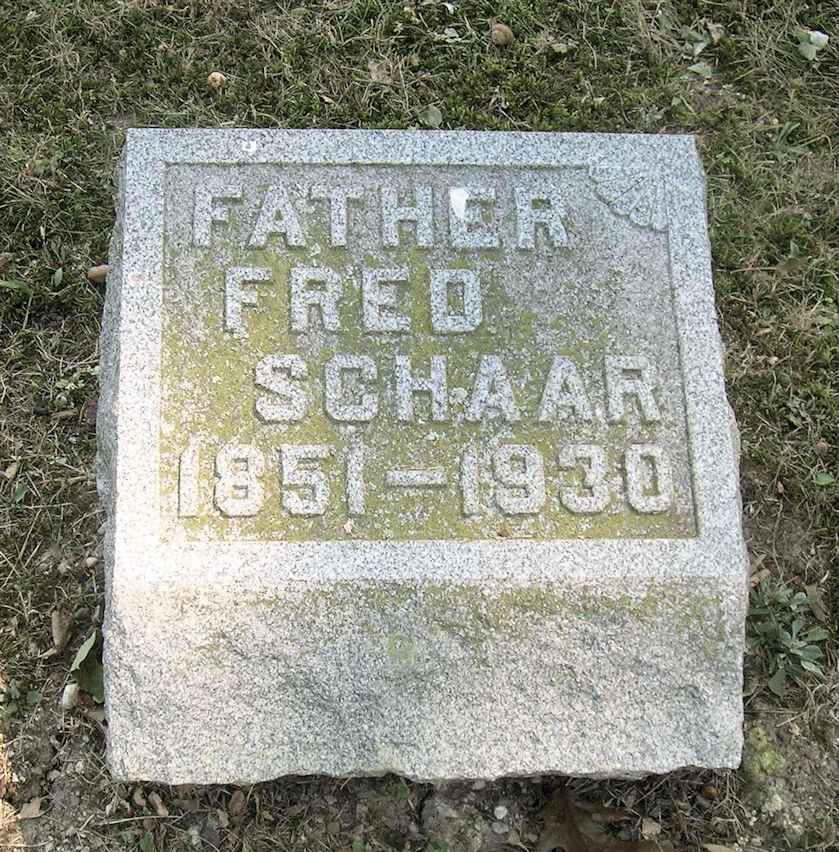 FATHER
FRED
SCHAAR
1851-1930